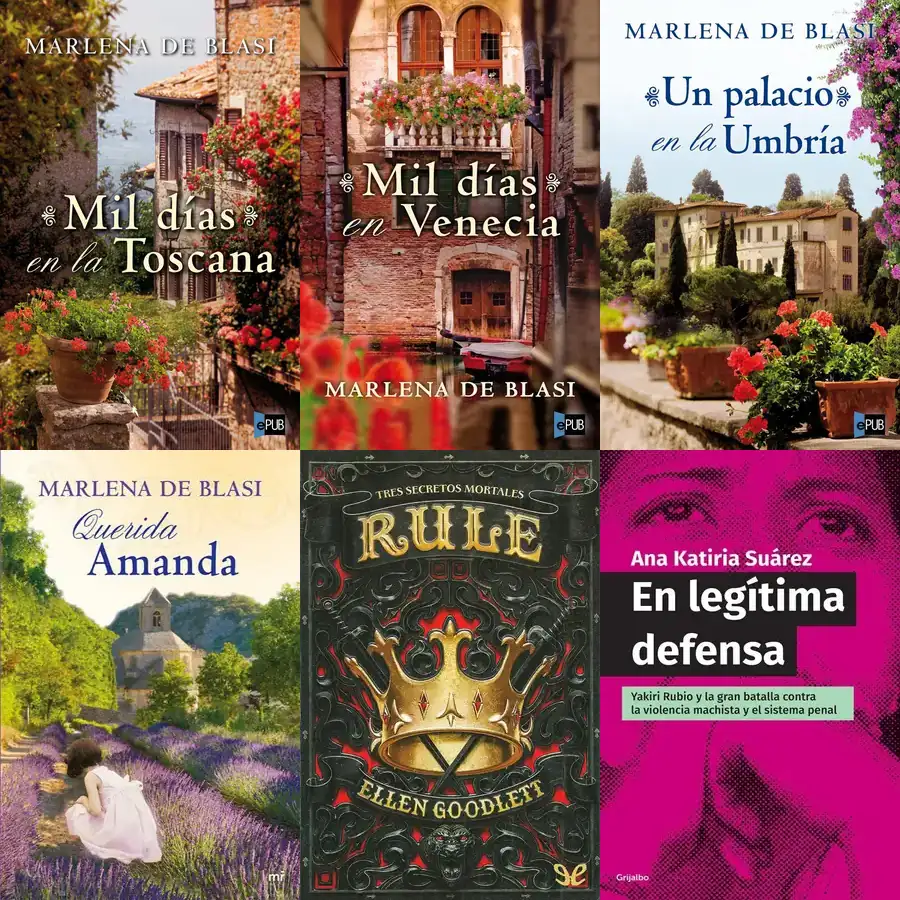 MARLENA DE BLASI
Mil días
en la Toscana
ePUB
Mil días
en Venecia
MARLENA DE BLASI
ePUB
MARLENA DE BLASI
Un palacio
en la Umbría
ePUB
MARLENA DE BLASI
Querida
Amanda
mr
TRES SECRETOS MORTALES
RULE
ELLEN GOODLETT
Ana Katiria Suárez
En legítima
defensa
Yakiri Rubio y la gran batalla contra
la violencia machista y el sistema penal
Grijalbo